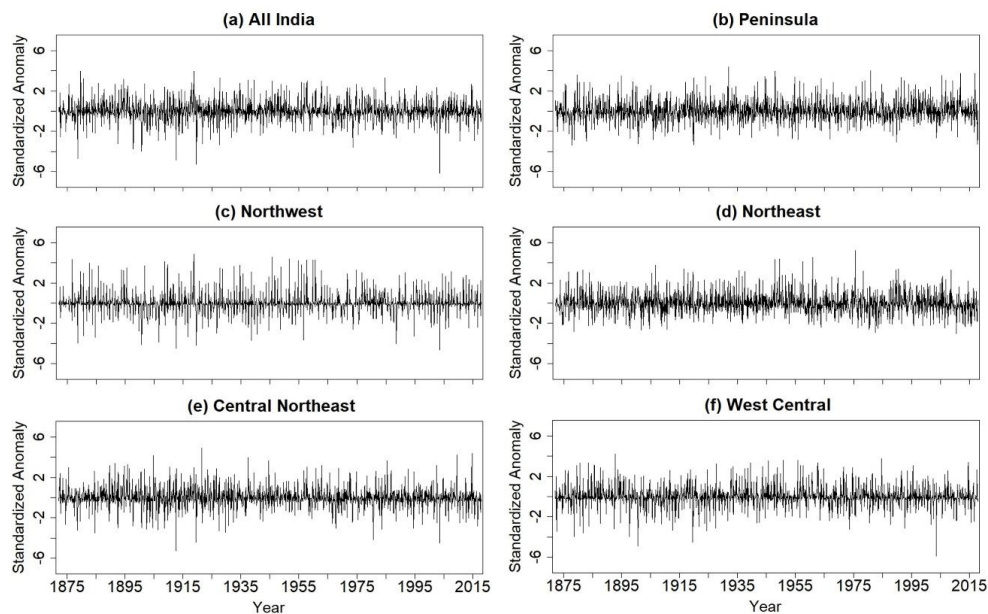 (a) All India
(b) Peninsula
Standardized Anomaly
6
2
-2
-6
Standardized Anomaly
6
2
-2
-6
(c) Northwest
(d) Northeast
Standardized Anomaly
6
2
-2
-6
Standardized Anomaly
6
2
-2
-6
(e) Central Northeast
(f) West Central
Standardized Anomaly
6
2
-2
-6
Standardized Anomaly
6
2
-2
-6
1875 1895 1915 1935 1955 1975 1995 2015
1875 1895 1915 1935 1955 1975 1995 2015
Year
Year